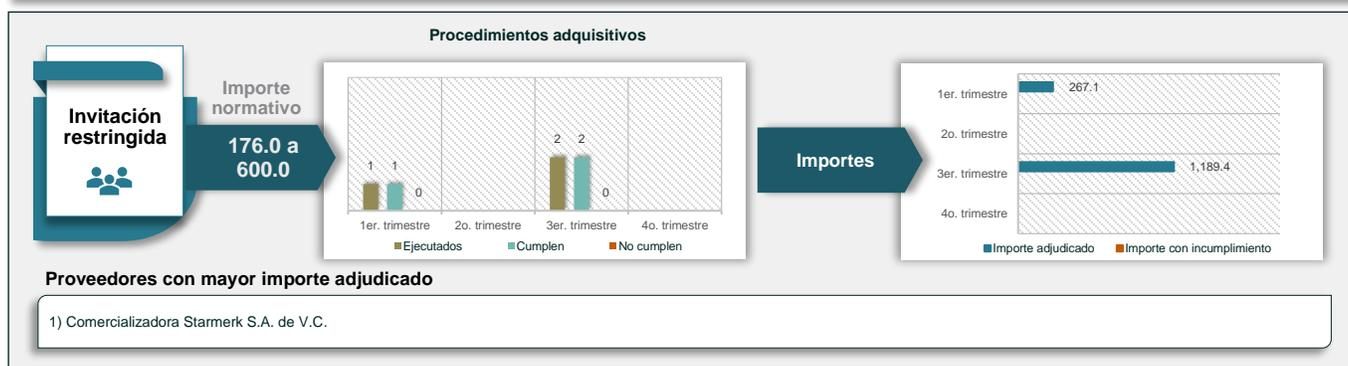 Procedimientos adquisitivos
Invitación
restringida
Importe
normativo
176.0 a
600.0
1
1
0
2
2
0
1er. trimestre
2o. trimestre
3er. trimestre
4o. trimestre
Ejecutados
Cumplen
No cumplen
Importes
1er. trimestre
267.1
2o. trimestre
3er. trimestre
1,189.4
4o. trimestre
Importe adjudicado
Importe con incumplimiento
Proveedores con mayor importe adjudicado
1) Comercializadora Starmerk S.A. de V.C.